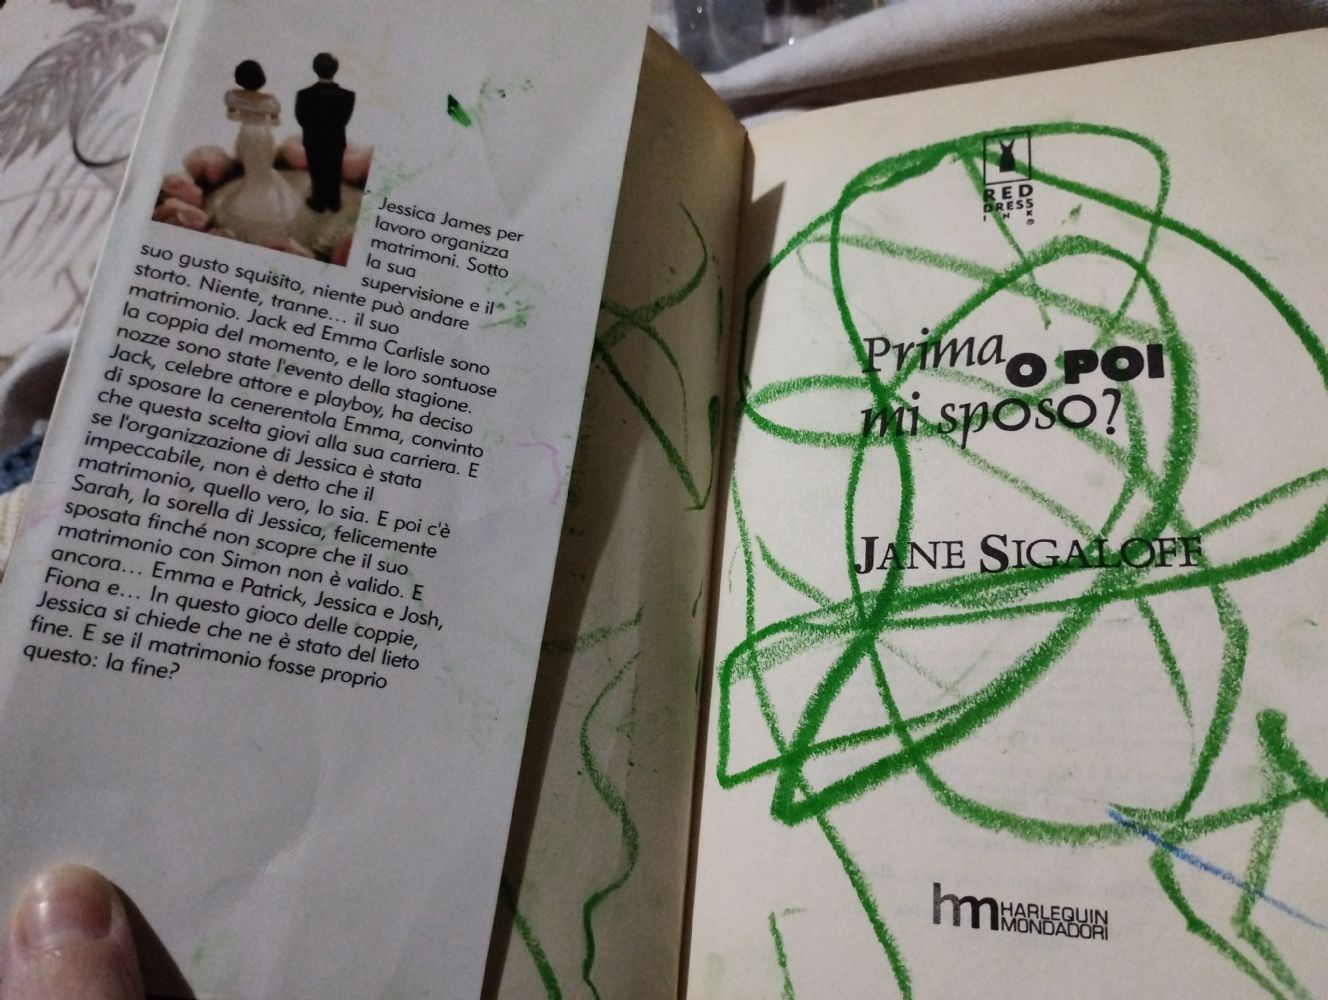 Jessica James per
lavoro organizza
matrimoni. Sotto
la sua
supervisione e il
suo gusto squisito, niente può andare
storto. Niente, tranne... il suo
matrimonio. Jack ed Emma Carlisle sono
la coppia del momento, e le loro sontuose
nozze sono state l'evento della stagione.
Jack, celebre attore e playboy, ha deciso
di sposare la cenerentola Emma, convinto
che questa scelta giovi alla sua carriera. E
se l'organizzazione di Jessica è stata
impeccabile, non è detto che il
matrimonio, quello vero, lo sia. E poi c'è
Sarah, la sorella di Jessica, felicemente
sposata finché non scopre che il suo
matrimonio con Simon non è valido. E
ancora... Emma e Patrick, Jessica e Josh,
Fiona e... In questo gioco delle coppie,
Jessica si chiede che ne è stato del lieto
fine. E se il matrimonio fosse proprio
questo: la fine?
RED
DRESS
INK®
Prima O POI
mi sposo?
JANE SIGALOFF
hm HARLEQUIN
MONDADORI